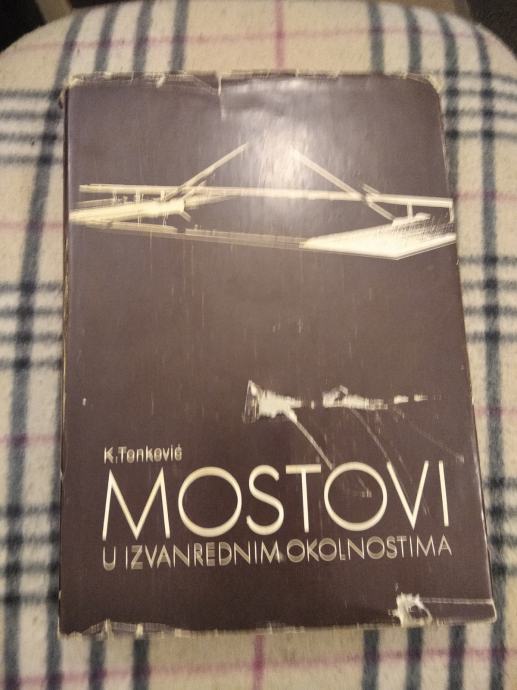 K.Tonković
MOSTOVI
U IZVANREDNIM OKOLNOSTIMA